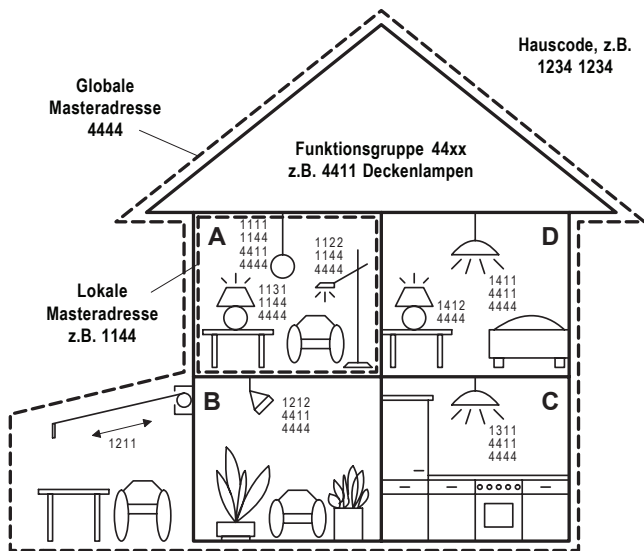 Hauscode, z.B.
1234 1234
Globale
Masteradresse
4444
Funktionsgruppe 44xx
z.B. 4411 Deckenlampen
A
1111
1144
4411
4444
1122
1144
4444
1131
1144
4444
D
1411
4411
4444
1412
4444
Lokale
Masteradresse
z.B. 1144
B
1212
4411
4444
C
1311
4411
4444
1211